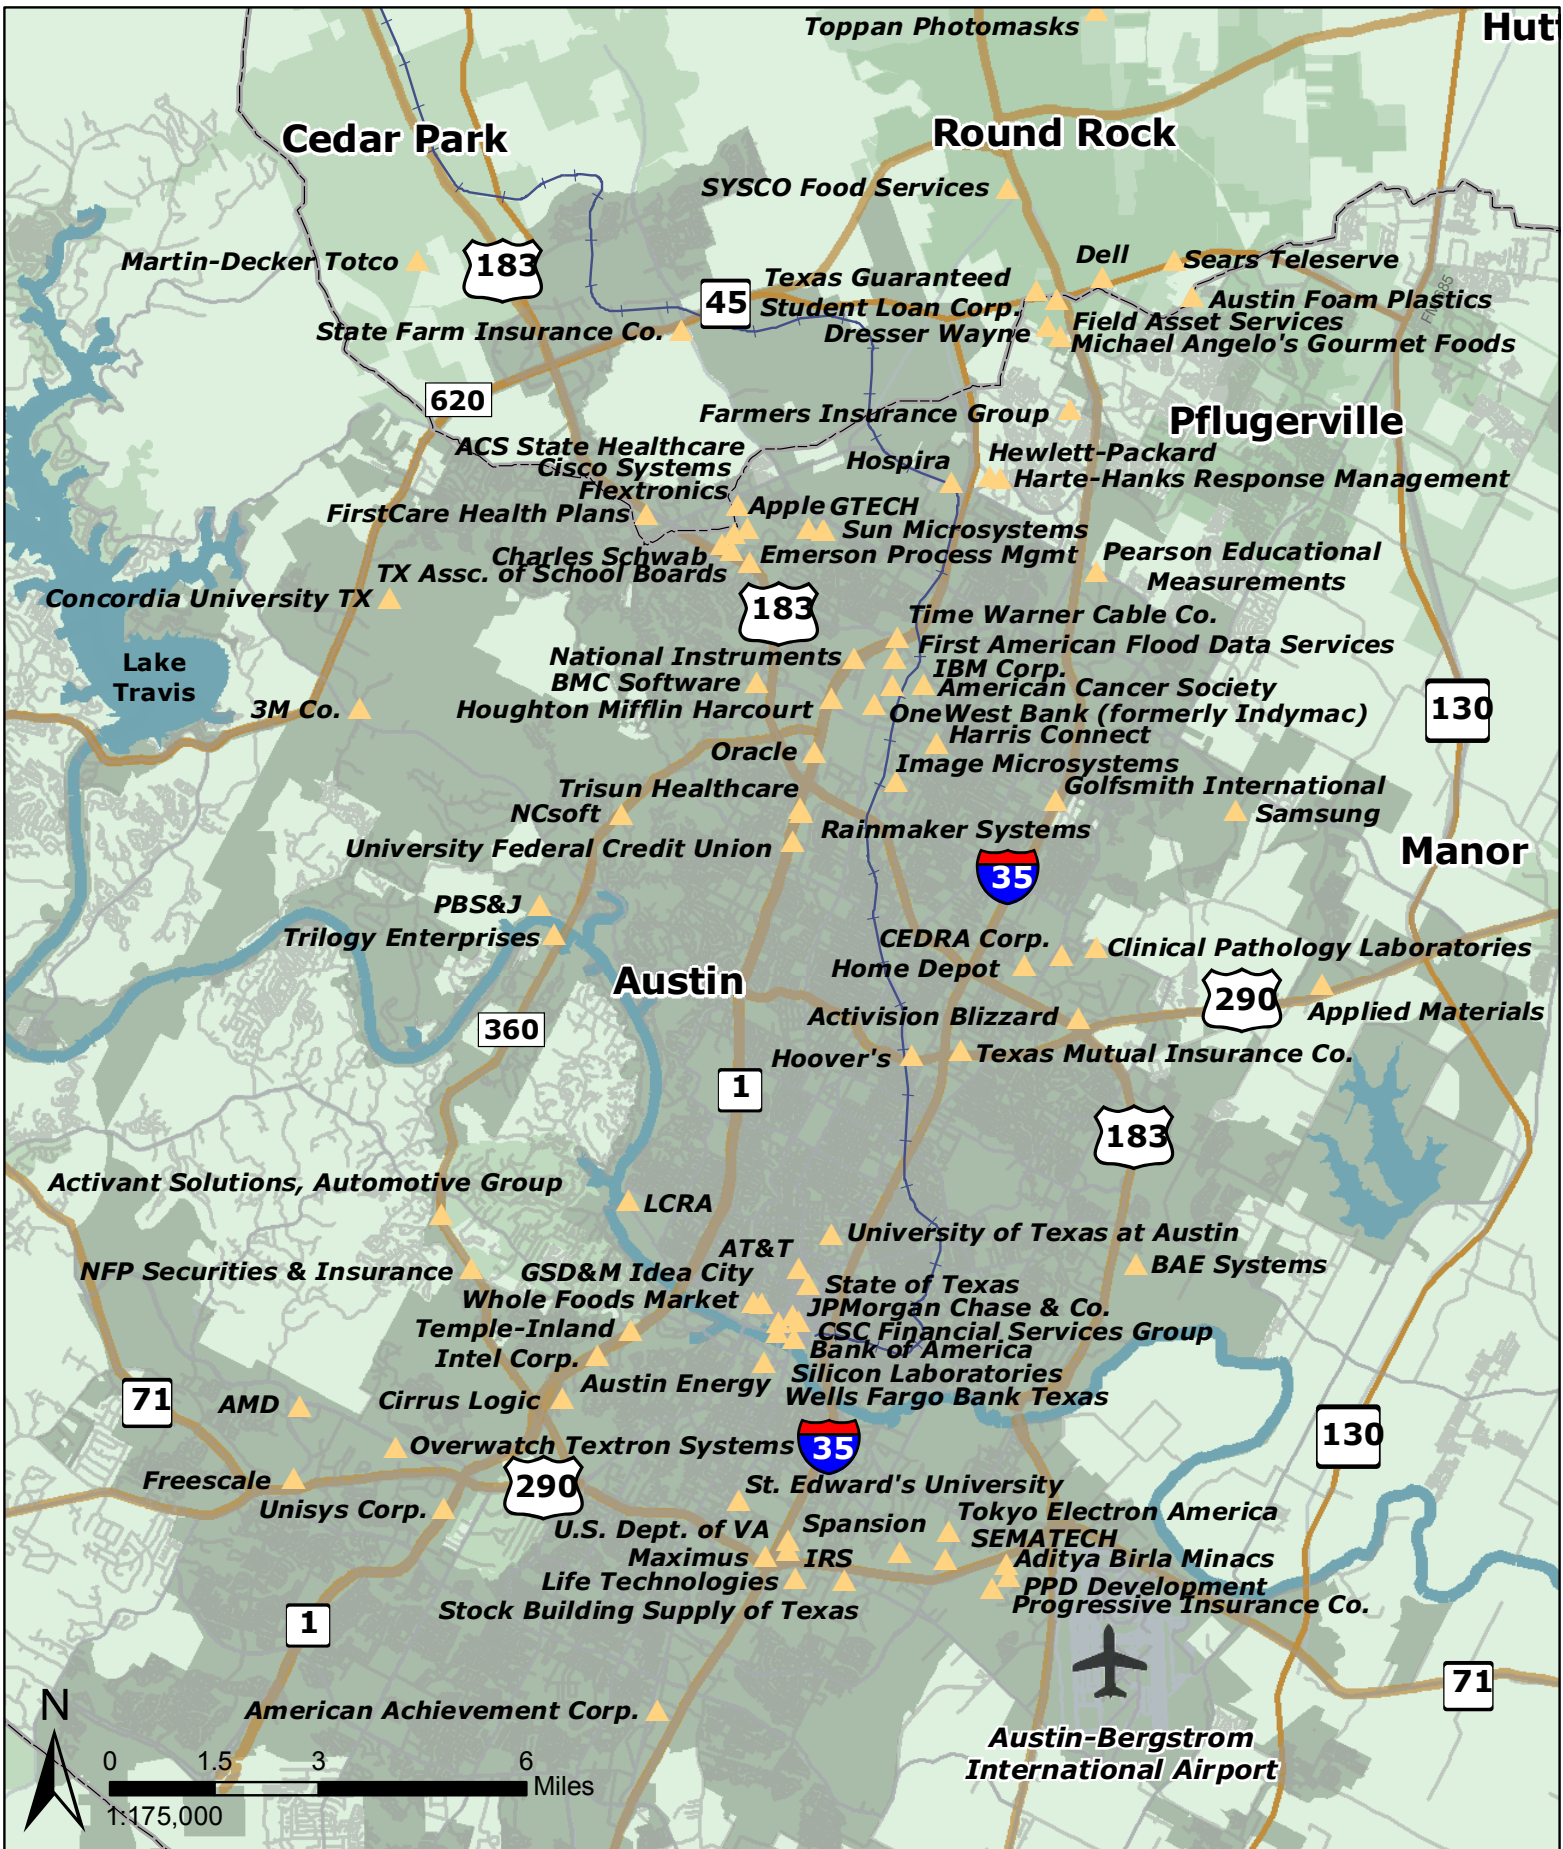 Toppan Photomasks
Hutt
Cedar Park
Round Rock
SYSCO Food Services
Martin-Decker Totco
183
Dell
Sears Teleserve
Texas Guaranteed
Student Loan Corp.
45
Austin Foam Plastics
FM 685
State Farm Insurance Co.
Dresser Wayne
Field Asset Services
Michael Angelo's Gourmet Foods
620
Farmers Insurance Group
Pflugerville
ACS State Healthcare
Cisco Systems
Flextronics
Hospira
Hewlett-Packard
Harte-Hanks Response Management
FirstCare Health Plans
Apple
GTECH
Sun Microsystems
Charles Schwab
Emerson Process Mgmt
TX Assc. of School Boards
Pearson Educational
Measurements
Concordia University TX
183
Time Warner Cable Co.
Lake
Travis
National Instruments
First American Flood Data Services
IBM Corp.
BMC Software
American Cancer Society
3M Co.
Houghton Mifflin Harcourt
OneWest Bank (formerly Indymac)
130
Harris Connect
Oracle
Image Microsystems
Trisun Healthcare
Golfsmith International
NCsoft
Samsung
Rainmaker Systems
University Federal Credit Union
Manor
35
PBS&J
Trilogy Enterprises
CEDRA Corp.
Clinical Pathology Laboratories
Home Depot
Austin
290
Applied Materials
360
Activision Blizzard
Hoover's
Texas Mutual Insurance Co.
1
183
Activant Solutions, Automotive Group
LCRA
University of Texas at Austin
AT&T
BAE Systems
NFP Securities & Insurance
GSD&M Idea City
State of Texas
Whole Foods Market
JPMorgan Chase & Co.
Temple-Inland
CSC Financial Services Group
Intel Corp.
Bank of America
Austin Energy
Silicon Laboratories
Wells Fargo Bank Texas
71
AMD
Cirrus Logic
130
Overwatch Textron Systems
35
Freescale
290
St. Edward's University
Unisys Corp.
Tokyo Electron America
U.S. Dept. of VA
Spansion
SEMATECH
Maximus
IRS
Aditya Birla Minacs
Life Technologies
PPD Development
Stock Building Supply of Texas
Progressive Insurance Co.
1
71
American Achievement Corp.
Austin-Bergstrom
International Airport
N
0 1.5 3 6
Miles
1:175,000